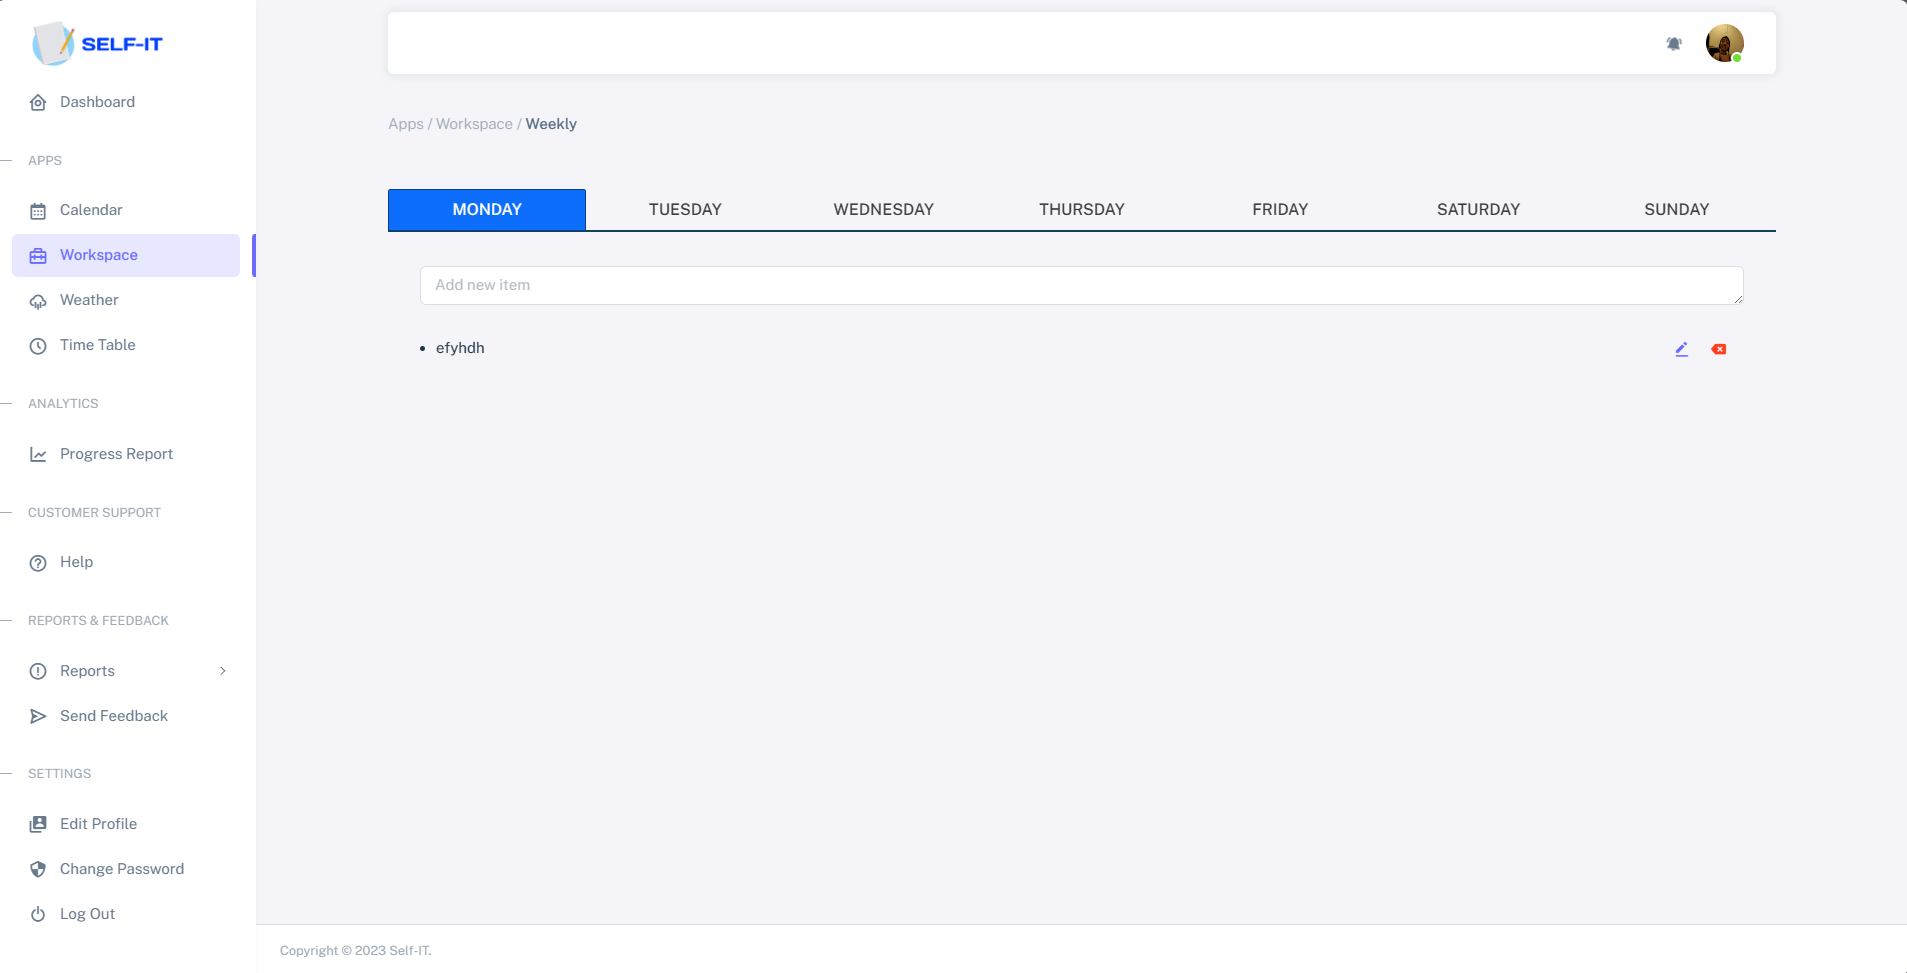 SELF-IT
Dashboard
APPS
Calendar
Workspace
Weather
Time Table
ANALYTICS
Progress Report
CUSTOMER SUPPORT
Help
REPORTS & FEEDBACK
Reports
Send Feedback
SETTINGS
Edit Profile
Change Password
Log Out
Apps / Workspace / Weekly
MONDAY TUESDAY WEDNESDAY THURSDAY FRIDAY SATURDAY SUNDAY
Add new item
efyhdh
Copyright © 2023 Self-IT.